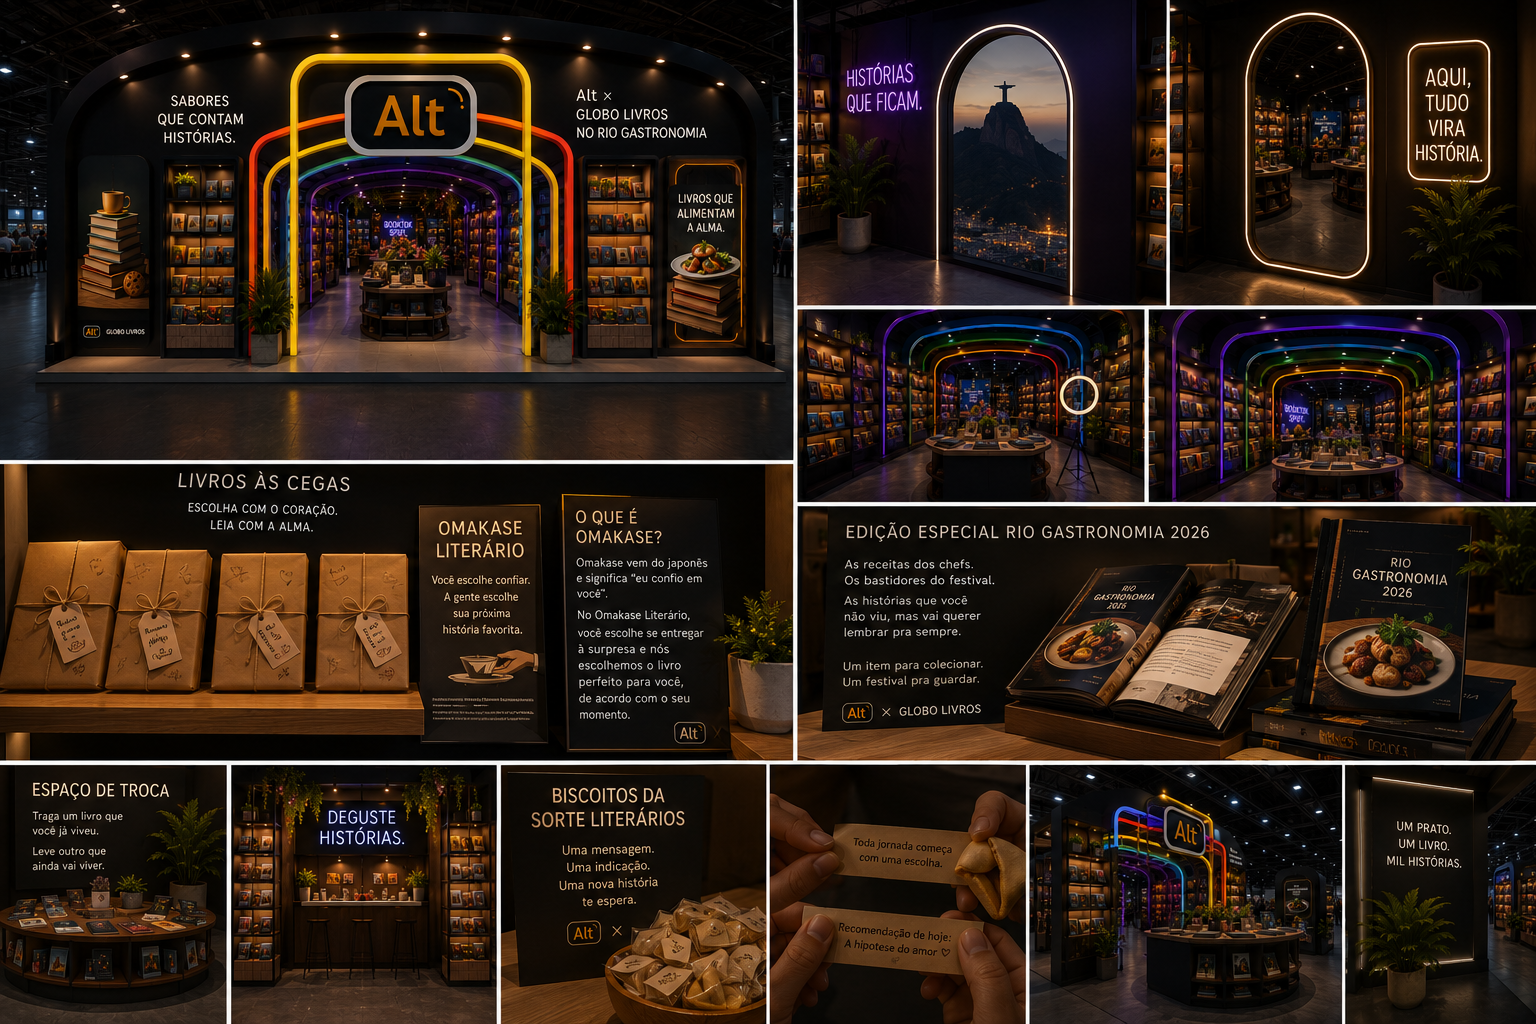 SABORES
QUE CONTAM
HISTÓRIAS.
Alt
Alt ×
GLOBO LIVROS
NO RIO GASTRONOMIA
LIVROS QUE
ALIMENTAM
A ALMA.
BOOKTOK
Alt GLOBO LIVROS
HISTÓRIAS
QUE FICAM.
AQUI,
TUDO
VIRA
HISTÓRIA.
BOOKTOK
LIVROS ÀS CEGAS
ESCOLHA COM O CORAÇÃO.
LEIA COM A ALMA.
OMAKASE
LITERÁRIO
Você escolhe confiar.
A gente escolhe
sua próxima
história favorita.
O QUE É
OMAKASE?
Omakase vem do japonês
e significa "eu confio em
você".
No Omakase Literário,
você escolhe se entregar
à surpresa e nós
escolhemos o livro
perfeito para você,
de acordo com o seu
momento.
Alt
EDIÇÃO ESPECIAL RIO GASTRONOMIA 2026
As receitas dos chefs.
Os bastidores do festival.
As histórias que você
não viu, mas vai querer
lembrar pra sempre.
Um item para colecionar.
Um festival pra guardar.
Alt × GLOBO LIVROS
RIO
GASTRONOMIA
2026
RIO
GASTRONOMIA
2026
ESPAÇO DE TROCA
Traga um livro que
você já viveu.
Leve outro que
ainda vai viver.
DEGUSTE
HISTÓRIAS.
BISCOITOS DA
SORTE LITERÁRIOS
Uma mensagem.
Uma indicação.
Uma nova história
te espera.
Alt ×
Toda jornada começa
com uma escolha.
Recomendação de hoje:
A hipotese do amor ♡
Alt
UM PRATO.
UM LIVRO.
MIL HISTÓRIAS.